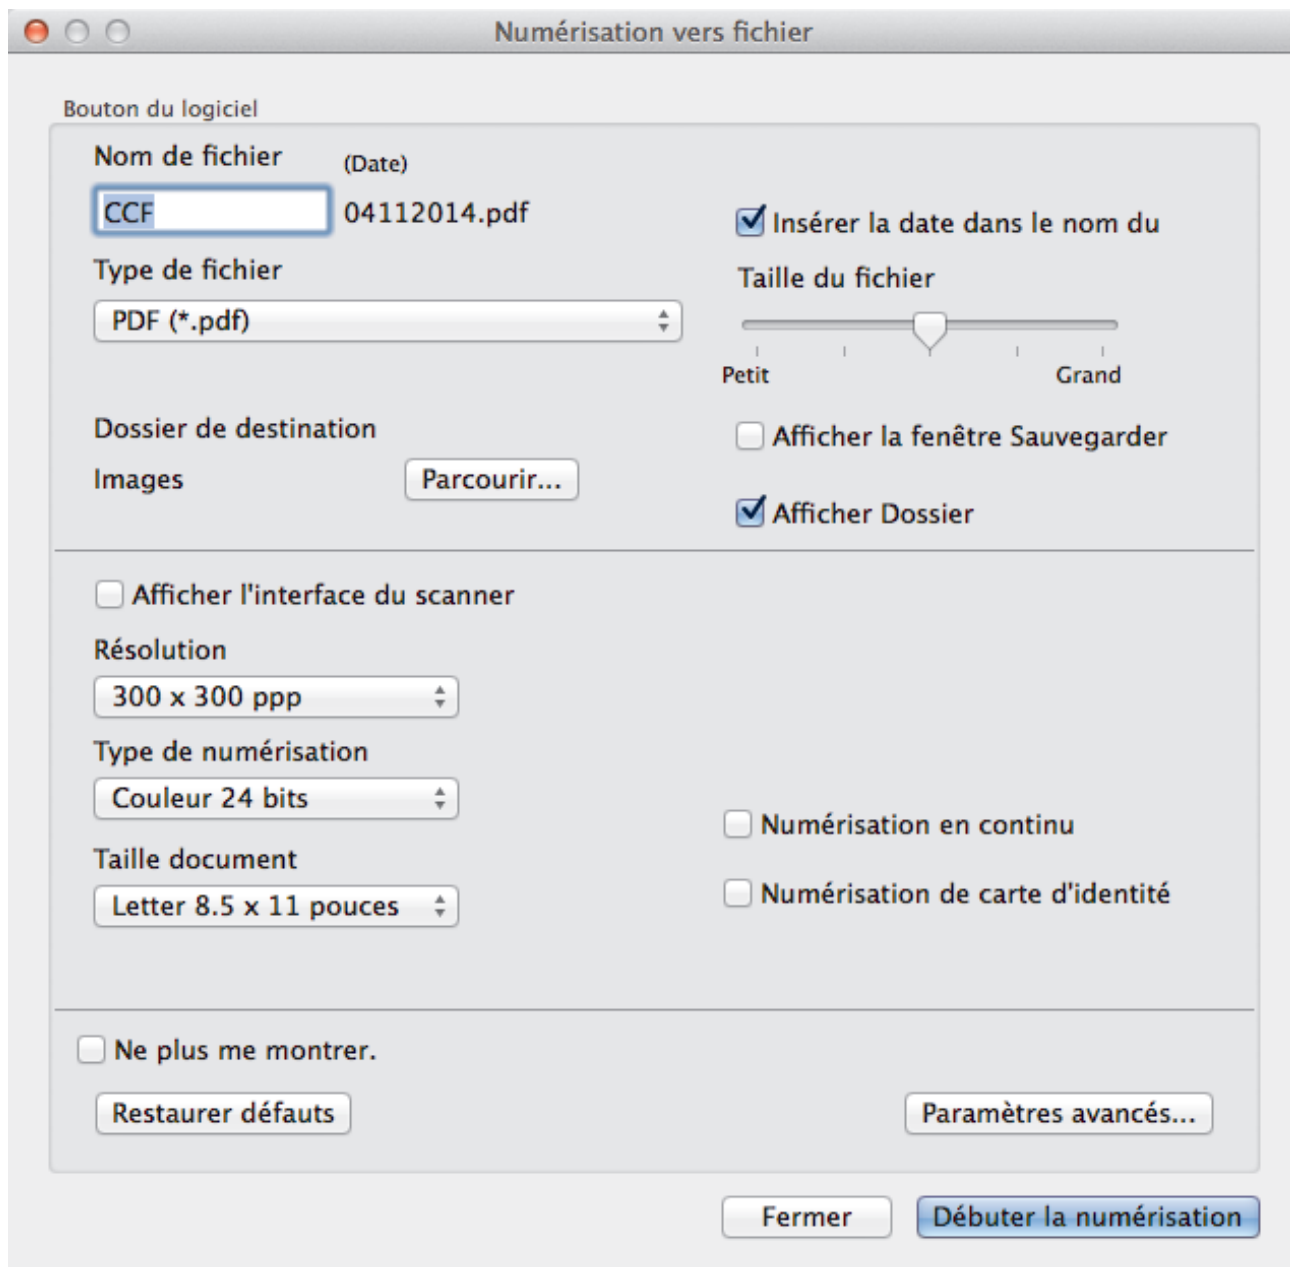 Numérisation vers fichier
Bouton du logiciel
Nom de fichier (Date)
CCF 04112014.pdf
Insérer la date dans le nom du
Type de fichier
Taille du fichier
PDF (*.pdf)
Petit Grand
Dossier de destination
Afficher la fenêtre Sauvegarder
Images Parcourir...
Afficher Dossier
Afficher l'interface du scanner
Résolution
300 x 300 ppp
Type de numérisation
Couleur 24 bits
Numérisation en continu
Taille document
Numérisation de carte d'identité
Letter 8.5 x 11 pouces
Ne plus me montrer.
Restaurer défauts Paramètres avancés...
Fermer Débuter la numérisation